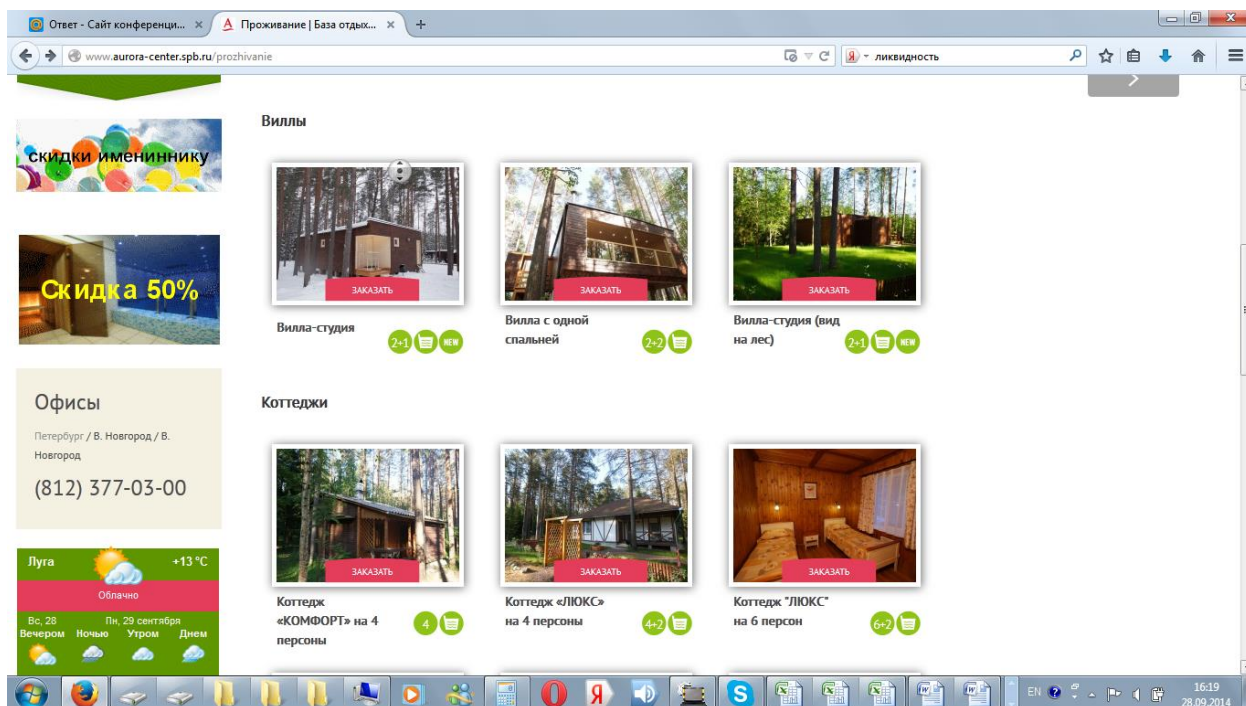 Ответ - Сайт конференци...
Проживание | База отдых...
www.aurora-center.spb.ru/prozhivanie
ликвидность
скидки имениннику
Скидка 50%
Офисы
Петербург / В. Новгород / В.
Новгород
(812) 377-03-00
Луга +13 °C
Облачно
Вс, 28 Пн, 29 сентября
Вечером Ночью Утром Днем
Виллы
ЗАКАЗАТЬ
Вилла-студия
2+1 NEW
ЗАКАЗАТЬ
Вилла с одной
спальней
2+2
ЗАКАЗАТЬ
Вилла-студия (вид
на лес)
2+1 NEW
Коттеджи
ЗАКАЗАТЬ
Коттедж
«КОМФОРТ» на 4
персоны
4
ЗАКАЗАТЬ
Коттедж «ЛЮКС»
на 4 персоны
4+2
ЗАКАЗАТЬ
Коттедж "ЛЮКС"
на 6 персон
6+2
EN
16:19
28.09.2014